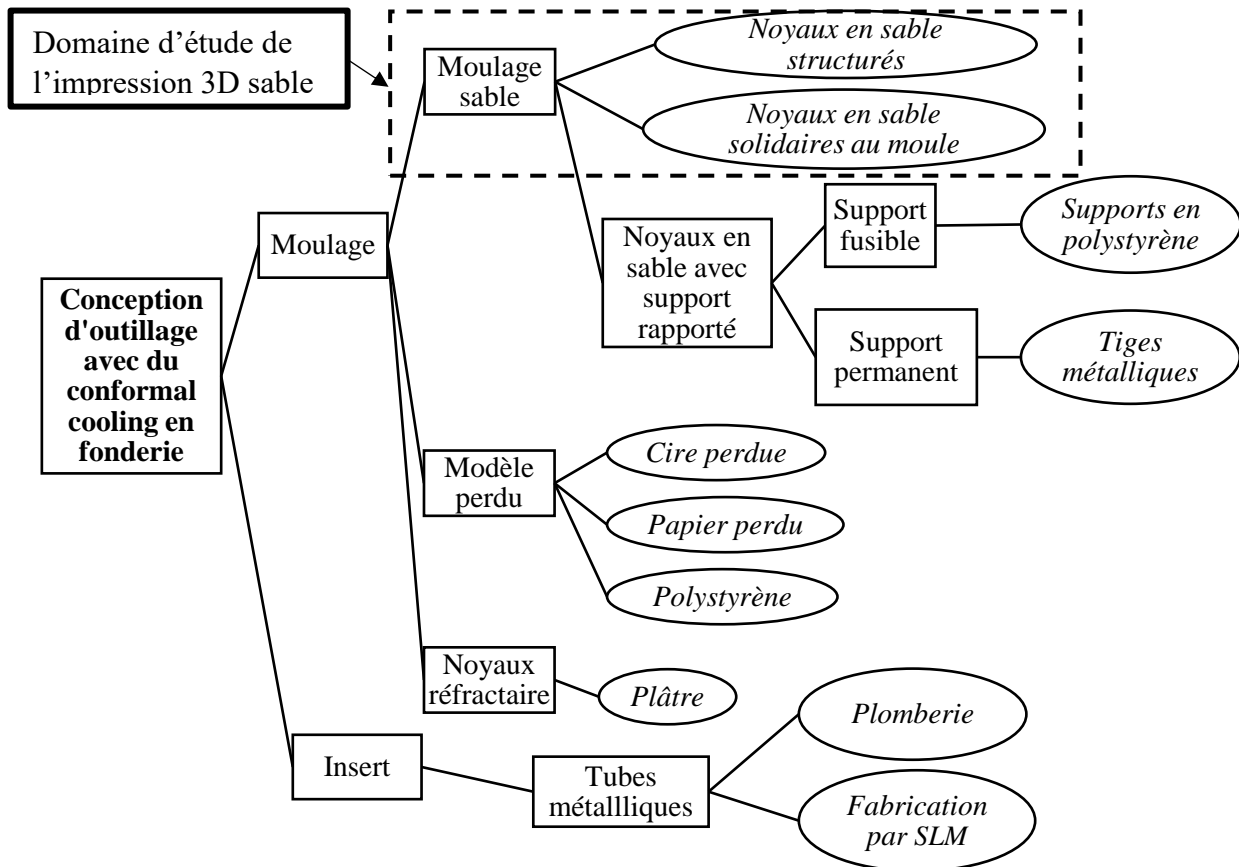 Domaine d’étude de
l’impression 3D sable
Moulage
sable
Noyaux en sable
structurés
Noyaux en sable
solidaires au moule
Moulage
Noyaux en
sable avec
support
rapporté
Support
fusible
Supports en
polystyrène
Support
permanent
Tiges
métalliques
Conception
d'outillage
avec du
conformal
cooling en
fonderie
Modèle
perdu
Cire perdue
Papier perdu
Polystyrène
Noyaux
réfractaire
Plâtre
Insert
Tubes
métallliques
Plomberie
Fabrication
par SLM